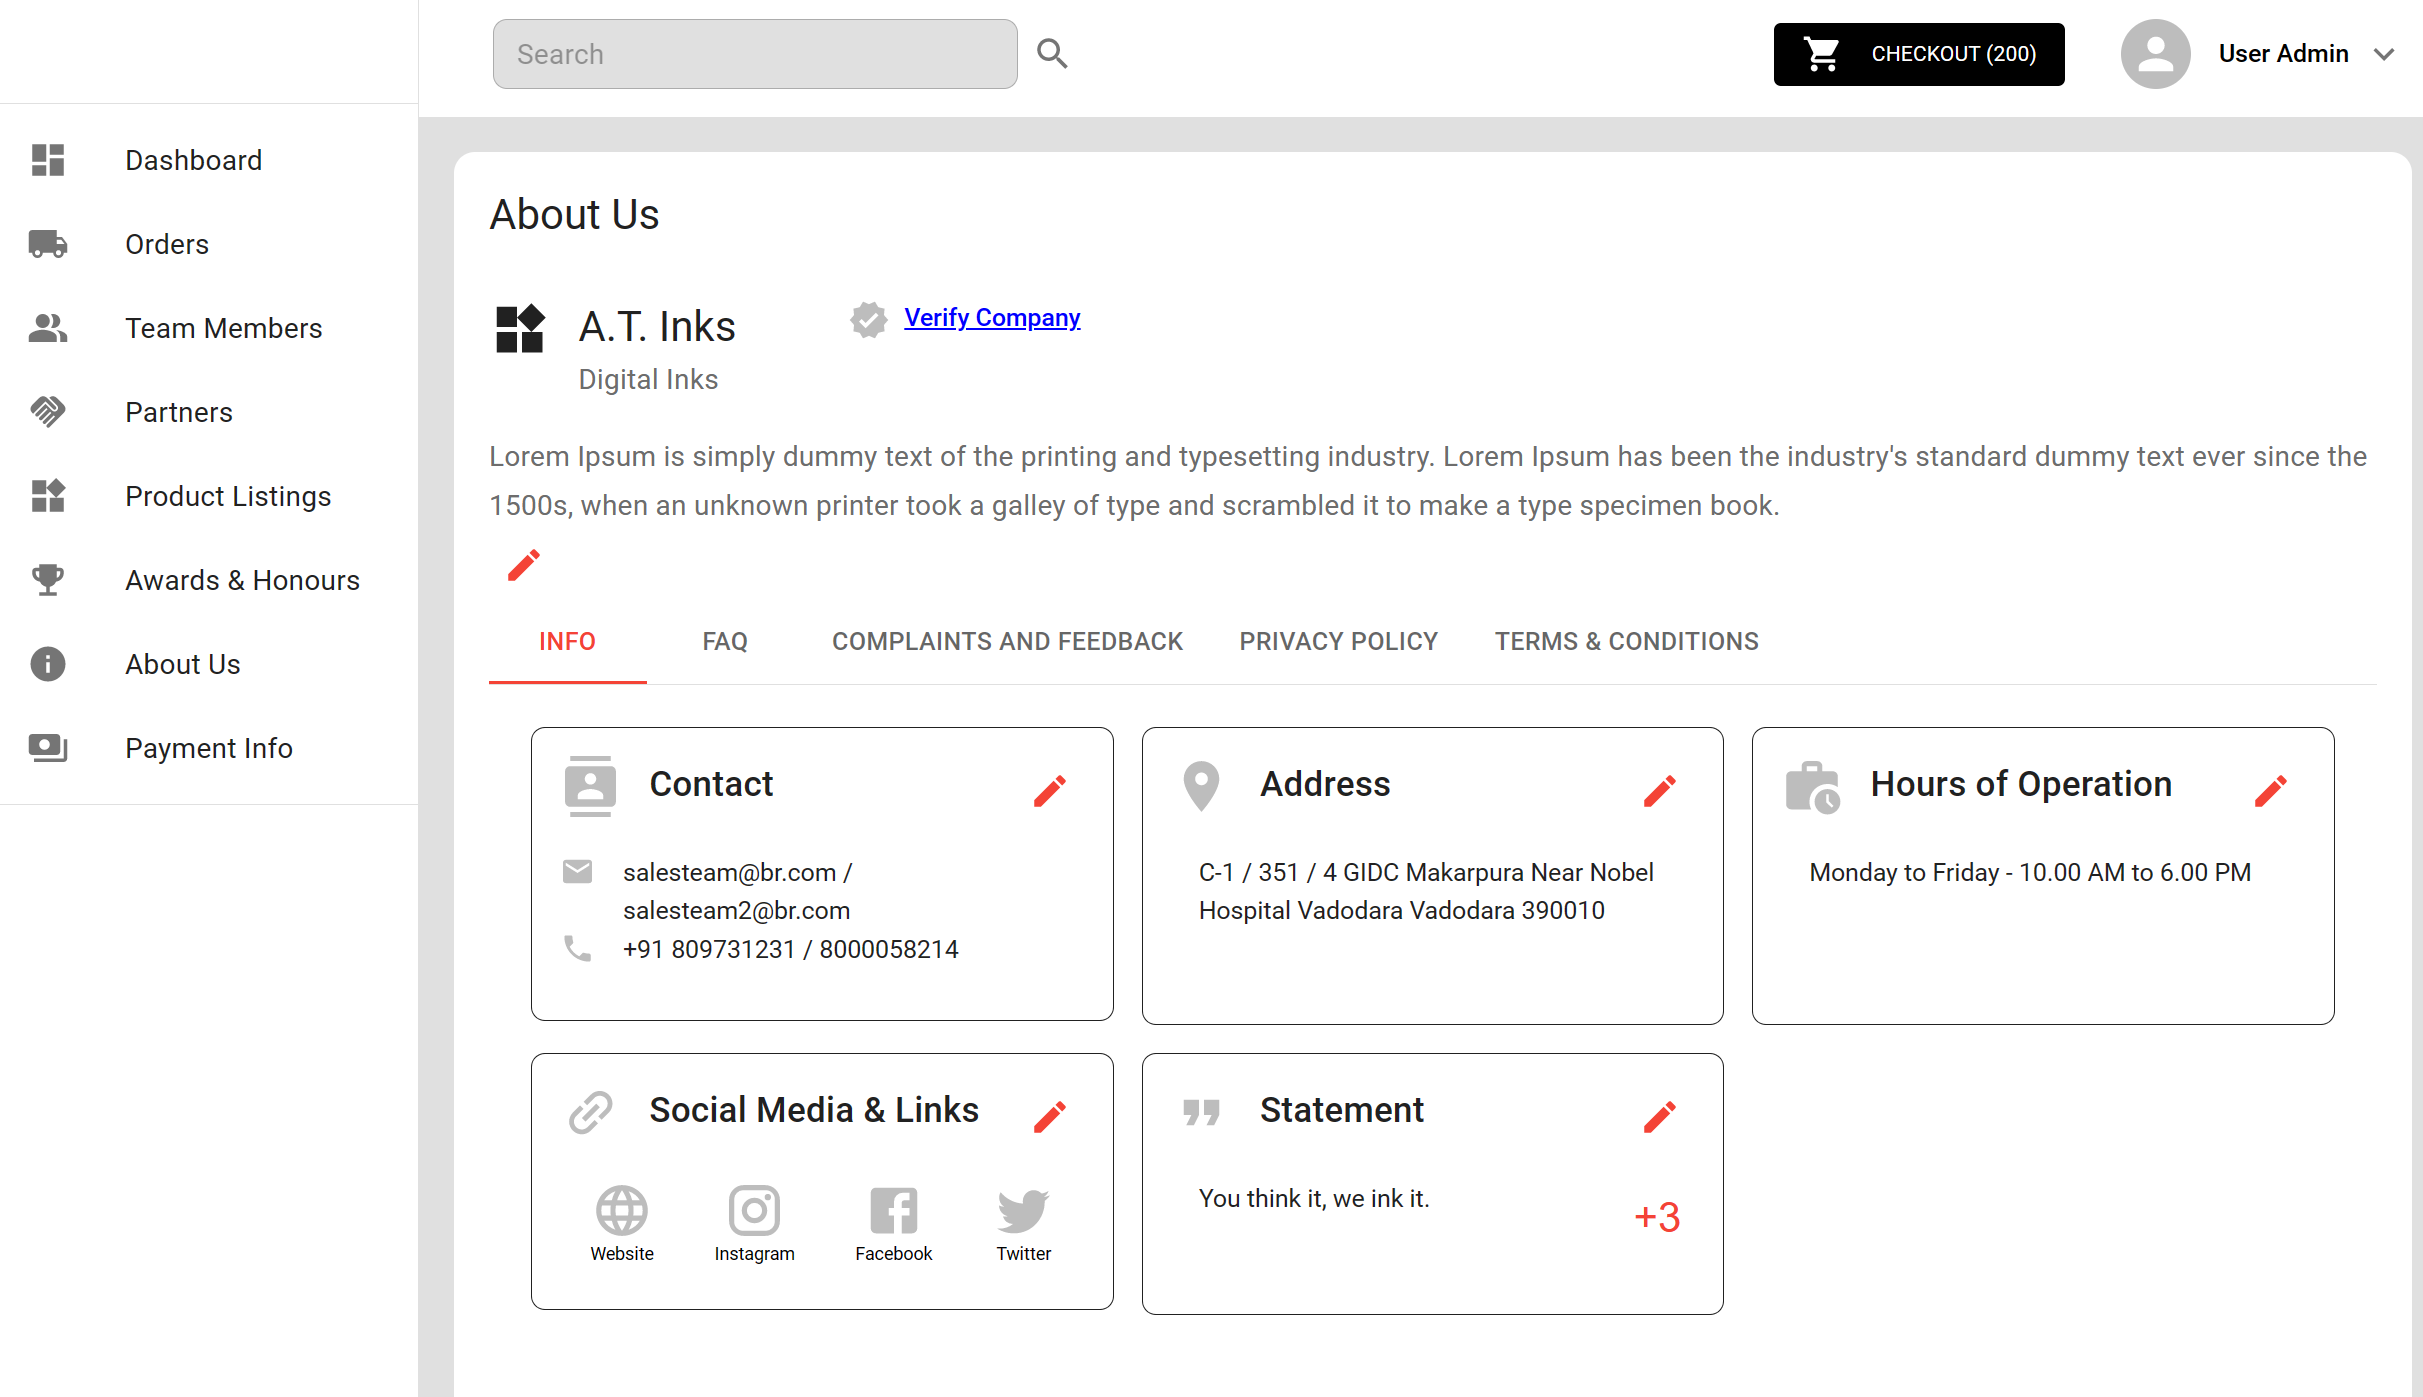 Search
CHECKOUT (200)
User Admin
Dashboard
Orders
Team Members
Partners
Product Listings
Awards & Honours
About Us
Payment Info
About Us
A.T. Inks
Verify Company
Digital Inks
Lorem Ipsum is simply dummy text of the printing and typesetting industry. Lorem Ipsum has been the industry's standard dummy text ever since the
1500s, when an unknown printer took a galley of type and scrambled it to make a type specimen book.
INFO
FAQ
COMPLAINTS AND FEEDBACK
PRIVACY POLICY
TERMS & CONDITIONS
Contact
salesteam@br.com /
salesteam2@br.com
+91 809731231 / 8000058214
Address
C-1 / 351 / 4 GIDC Makarpura Near Nobel
Hospital Vadodara Vadodara 390010
Hours of Operation
Monday to Friday - 10.00 AM to 6.00 PM
Social Media & Links
Website
Instagram
Facebook
Twitter
Statement
You think it, we ink it.
+3